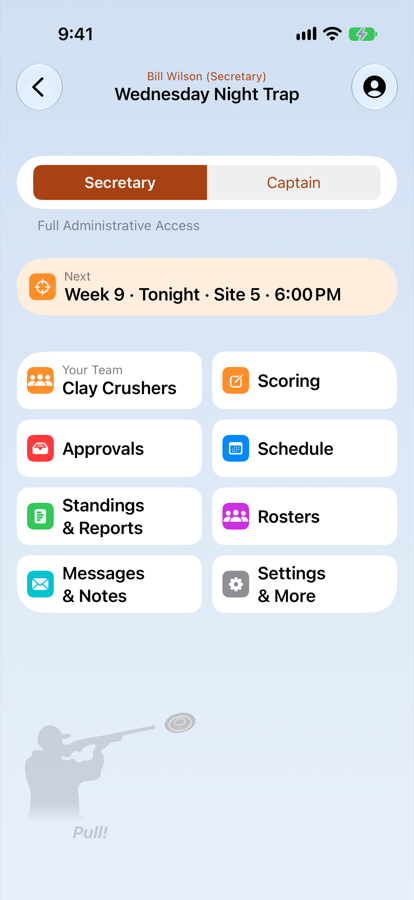 9:41
Bill Wilson (Secretary)
Wednesday Night Trap
Secretary
Captain
Full Administrative Access
Next
Week 9 · Tonight · Site 5 · 6:00 PM
Your Team
Clay Crushers
Scoring
Approvals
Schedule
Standings
& Reports
Rosters
Messages
& Notes
Settings
& More
Pull!